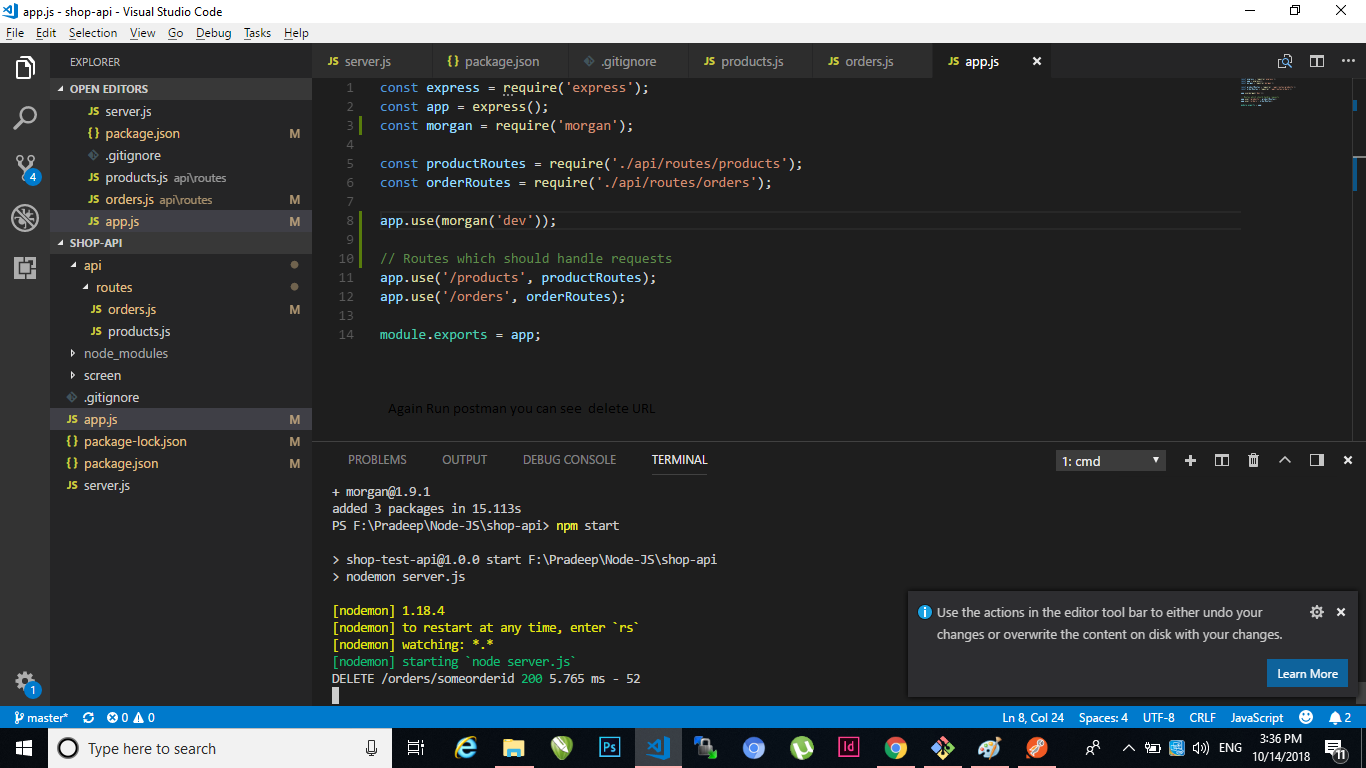 app.js - shop-api - Visual Studio Code
File Edit Selection View Go Debug Tasks Help
EXPLORER
OPEN EDITORS
JS server.js
{} package.json M
.gitignore
JS products.js api\routes
JS orders.js api\routes M
JS app.js M
SHOP-API
api
routes
JS orders.js M
JS products.js
node_modules
screen
.gitignore
JS app.js M
{} package-lock.json M
{} package.json M
JS server.js
4
1
JS server.js {} package.json .gitignore JS products.js JS orders.js JS app.js
1 const express = require('express');
2 const app = express();
3 const morgan = require('morgan');
4
5 const productRoutes = require('./api/routes/products');
6 const orderRoutes = require('./api/routes/orders');
7
8 app.use(morgan('dev'));
9
10 // Routes which should handle requests
11 app.use('/products', productRoutes);
12 app.use('/orders', orderRoutes);
13
14 module.exports = app;
Again Run postman you can see delete URL
PROBLEMS OUTPUT DEBUG CONSOLE TERMINAL
1: cmd
+ morgan@1.9.1
added 3 packages in 15.113s
PS F:\Pradeep\Node-JS\shop-api> npm start
> shop-test-api@1.0.0 start F:\Pradeep\Node-JS\shop-api
> nodemon server.js
[nodemon] 1.18.4
[nodemon] to restart at any time, enter `rs`
[nodemon] watching: *.*
[nodemon] starting `node server.js`
DELETE /orders/someorderid 200 5.765 ms - 52
Use the actions in the editor tool bar to either undo your
changes or overwrite the content on disk with your changes.
Learn More
master* 0 0 Ln 8, Col 24 Spaces: 4 UTF-8 CRLF JavaScript 2
Type here to search
Ps
Id
ENG
3:36 PM
10/14/2018
11